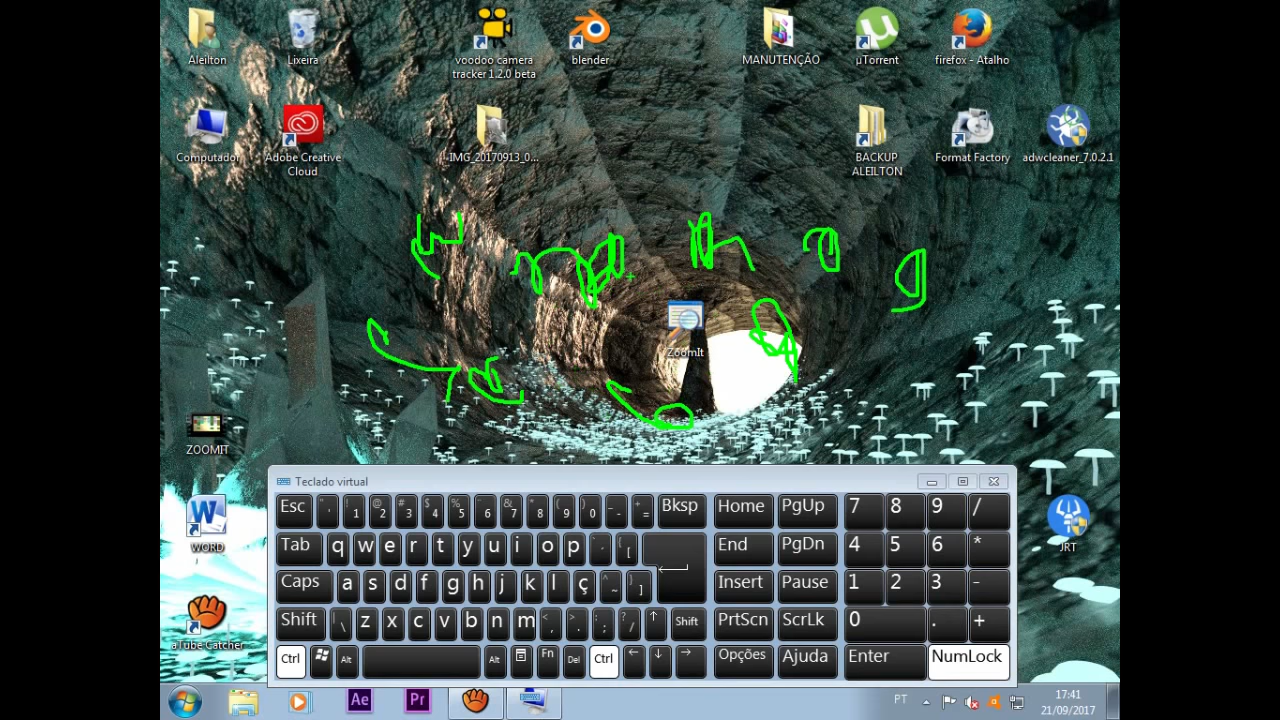 Aleilton
Lixeira
voodoo camera
tracker 1.2.0 beta
blender
MANUTENÇÃO
µTorrent
firefox - Atalho
Computador
Adobe Creative
Cloud
IMG_20170913_0...
BACKUP
ALEILTON
Format Factory
adwcleaner_7.0.2.1
ZoomIt
ZOOMIT
WORD
JRT
aTube Catcher
Teclado virtual
Esc " ' ! 1 @ 2 # 3 $ 4 % 5 ¨ 6 & 7 * 8 ( 9 ) 0 _ - + = Bksp Home PgUp 7 8 9 /
Tab q w e r t y u i o p ` ´ { [ End PgDn 4 5 6 *
Caps a s d f g h j k l ç ^ ~ } ] Insert Pause 1 2 3 -
Shift | \ z x c v b n m < , > . : ; ? / ↑ Shift PrtScn ScrLk 0 . +
Ctrl Alt Alt Fn Del Ctrl ← ↓ → Opções Ajuda Enter NumLock
Ae Pr PT 17:41
21/09/2017